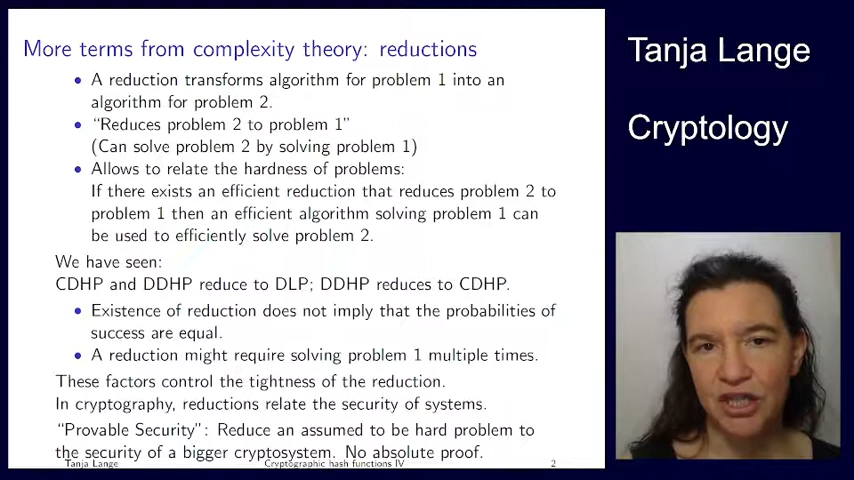 More terms from complexity theory: reductions
• A reduction transforms algorithm for problem 1 into an
algorithm for problem 2.
• “Reduces problem 2 to problem 1”
(Can solve problem 2 by solving problem 1)
• Allows to relate the hardness of problems:
If there exists an efficient reduction that reduces problem 2 to
problem 1 then an efficient algorithm solving problem 1 can
be used to efficiently solve problem 2.
We have seen:
CDHP and DDHP reduce to DLP; DDHP reduces to CDHP.
• Existence of reduction does not imply that the probabilities of
success are equal.
• A reduction might require solving problem 1 multiple times.
These factors control the tightness of the reduction.
In cryptography, reductions relate the security of systems.
“Provable Security”: Reduce an assumed to be hard problem to
the security of a bigger cryptosystem. No absolute proof.
Tanja Lange Cryptographic hash functions IV 2
Tanja Lange
Cryptology